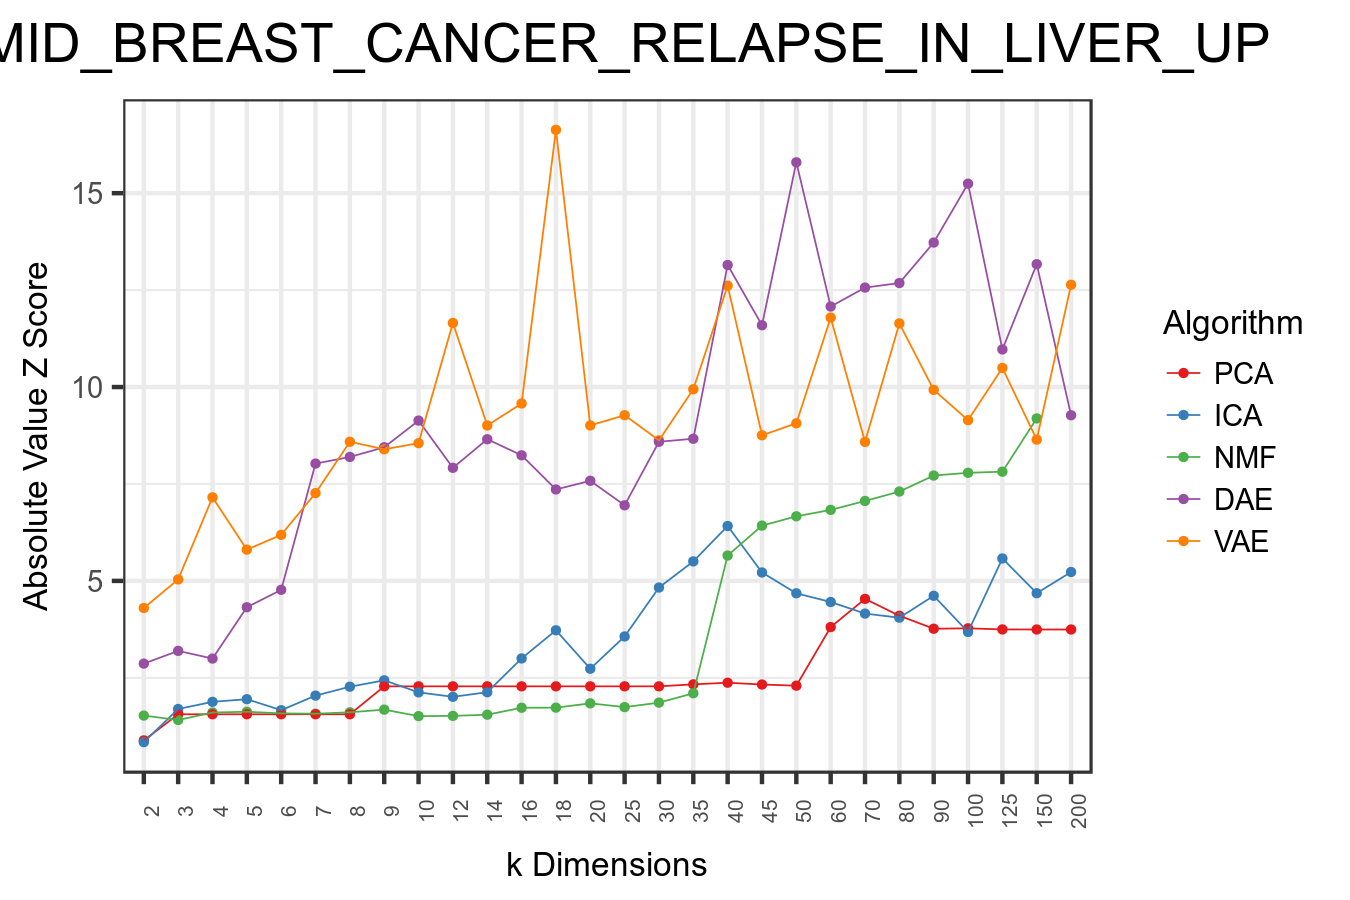 MID_BREAST_CANCER_RELAPSE_IN_LIVER_UP
Absolute Value Z Score
15
10
5
2 3 4 5 6 7 8 9 10 12 14 16 18 20 25 30 35 40 45 50 60 70 80 90 100 125 150 200
k Dimensions
Algorithm
PCA
ICA
NMF
DAE
VAE